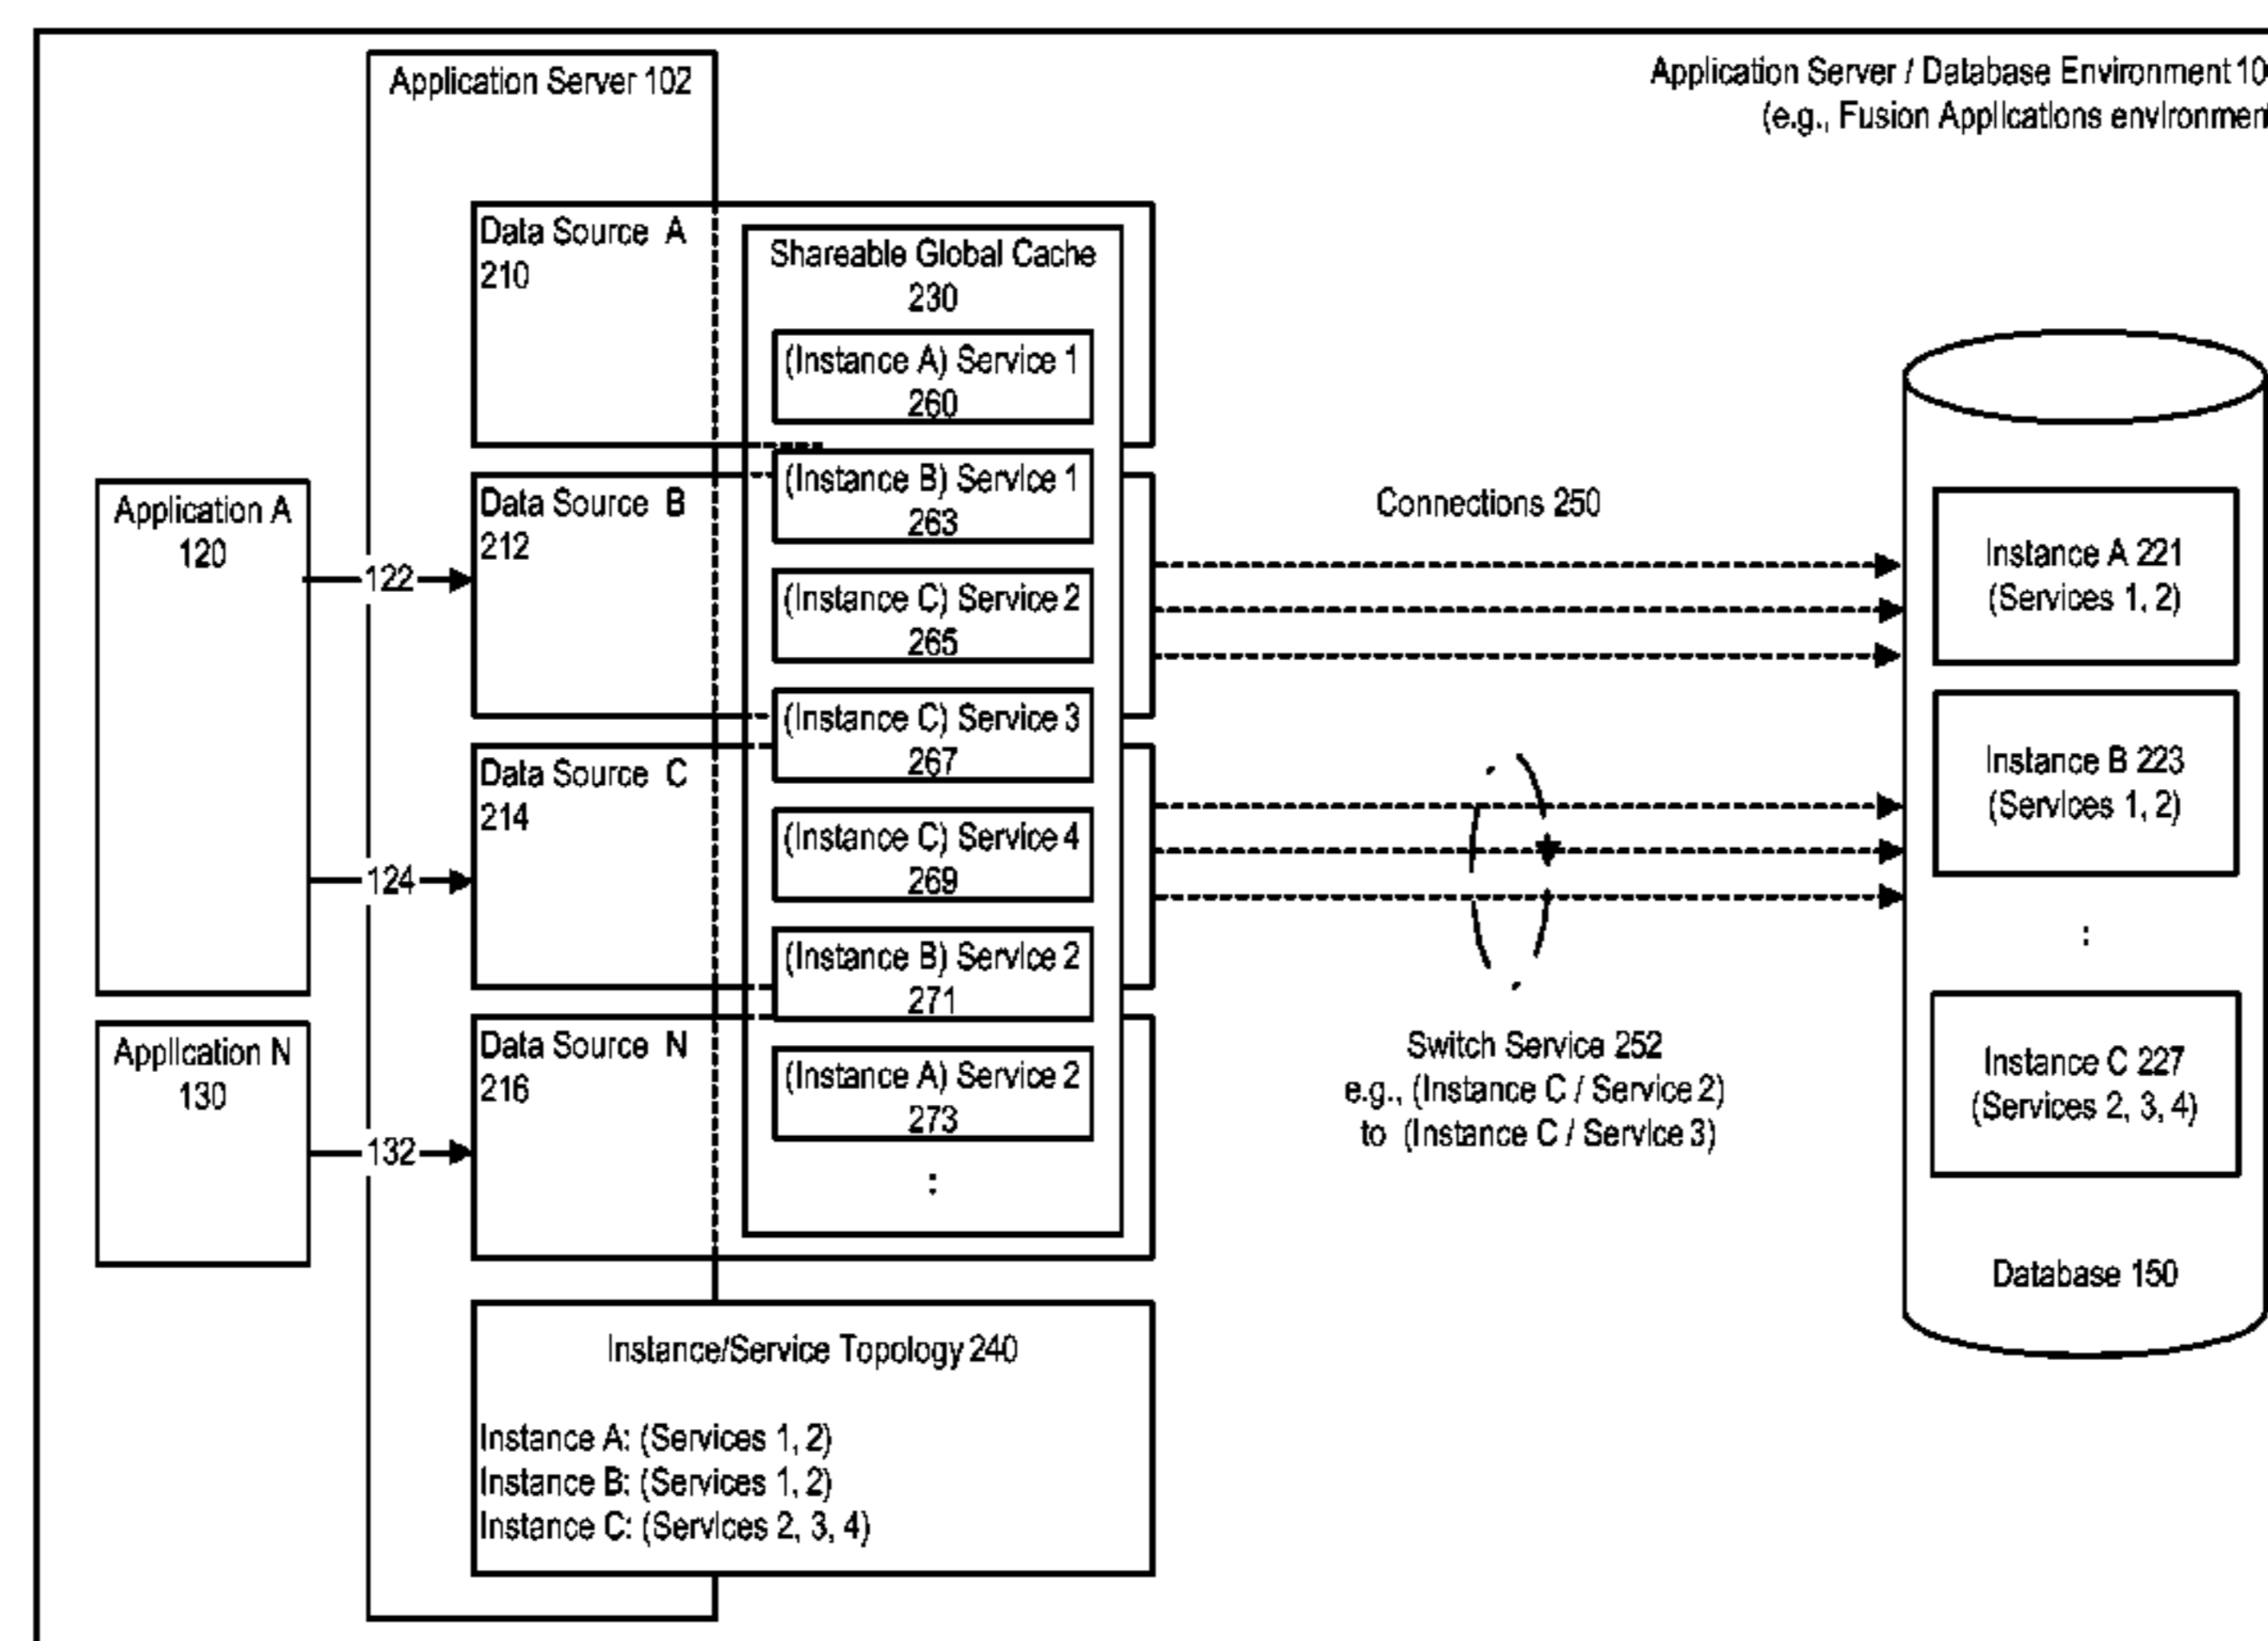 Application Server / Database Environment 10
(e.g., Fusion Applications environment
Application Server 102
Data Source A
210
Shareable Global Cache
230
(Instance A) Service 1
260
(Instance B) Service 1
263
(Instance C) Service 2
265
(Instance C) Service 3
267
(Instance C) Service 4
269
(Instance B) Service 2
271
(Instance A) Service 2
273
:
Application A
120
122
124
Data Source B
212
Data Source C
214
Application N
130
132
Data Source N
216
Connections 250
Switch Service 252
e.g., (Instance C / Service 2)
to (Instance C / Service 3)
Instance A 221
(Services 1, 2)
Instance B 223
(Services 1, 2)
:
Instance C 227
(Services 2, 3, 4)
Database 150
Instance/Service Topology 240
Instance A: (Services 1, 2)
Instance B: (Services 1, 2)
Instance C: (Services 2, 3, 4)